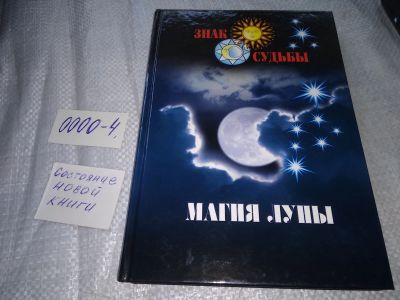 ЗНАК
СУДЬБЫ
МАГИЯ ЛУНЫ
0000-4,
Состояние
новой
книги